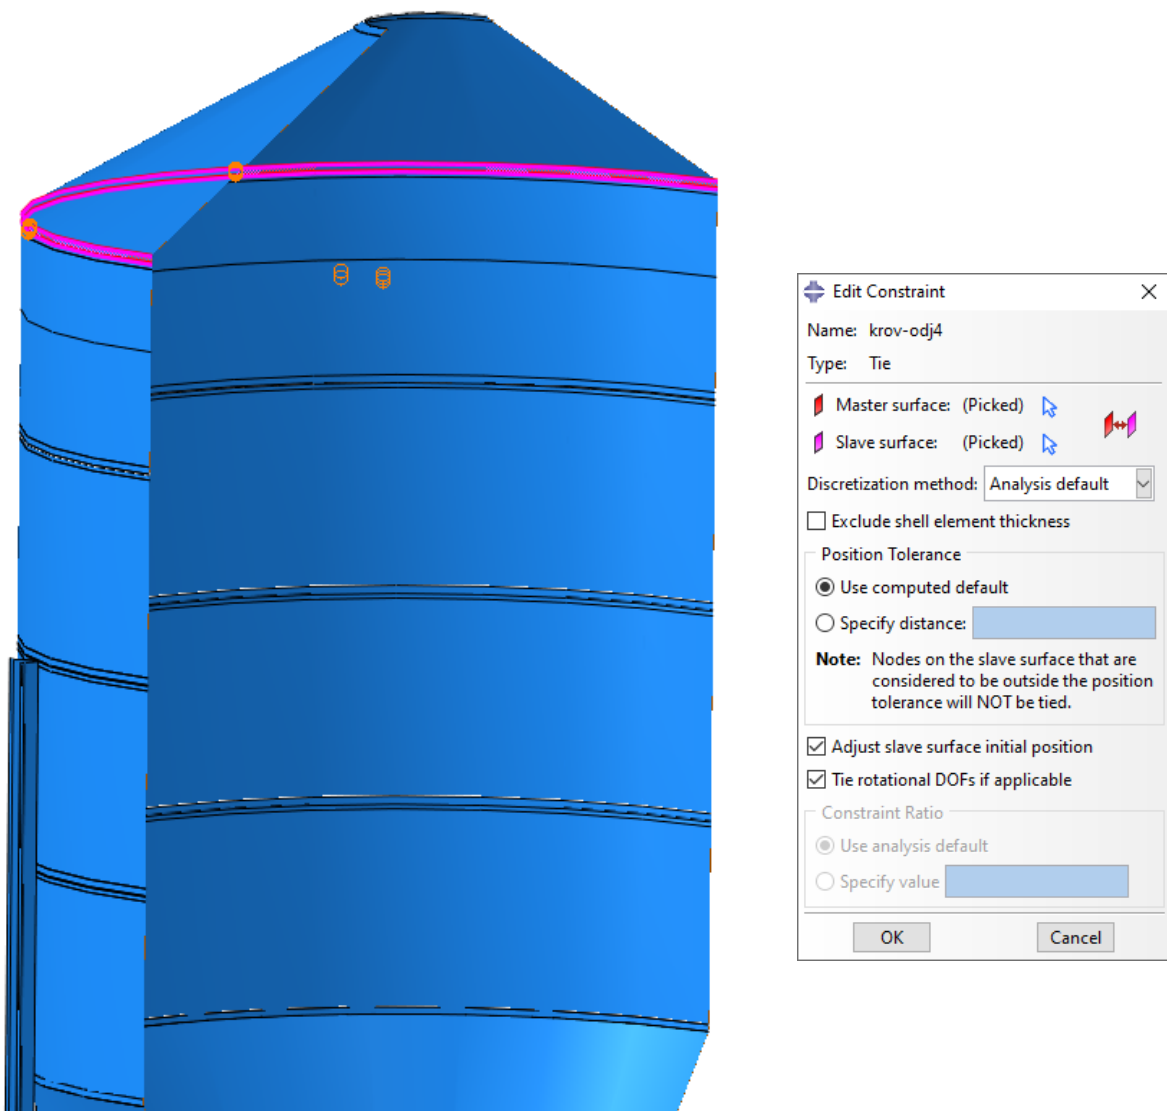 Edit Constraint
Name: krov-odj4
Type: Tie
Master surface: (Picked)
Slave surface: (Picked)
Discretization method: Analysis default
Exclude shell element thickness
Position Tolerance
Use computed default
Specify distance:
Note: Nodes on the slave surface that are
considered to be outside the position
tolerance will NOT be tied.
Adjust slave surface initial position
Tie rotational DOFs if applicable
Constraint Ratio
Use analysis default
Specify value
OK Cancel